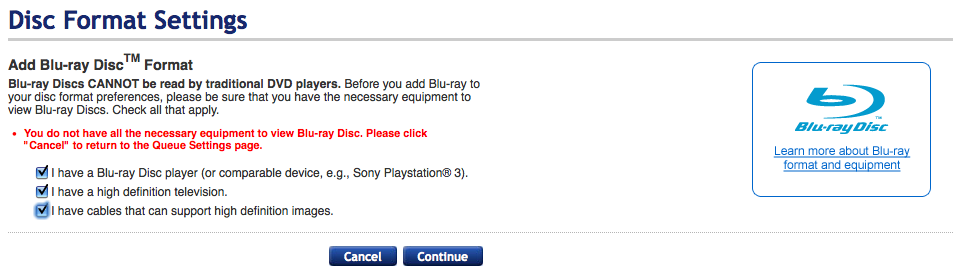 Disc Format Settings
Add Blu-ray Disc™ Format
Blu-ray Discs CANNOT be read by traditional DVD players. Before you add Blu-ray to
your disc format preferences, please be sure that you have the necessary equipment to
view Blu-ray Discs. Check all that apply.
• You do not have all the necessary equipment to view Blu-ray Disc. Please click
"Cancel" to return to the Queue Settings page.
I have a Blu-ray Disc player (or comparable device, e.g., Sony Playstation® 3).
I have a high definition television.
I have cables that can support high definition images.
Cancel Continue
Blu-ray Disc™
Learn more about Blu-ray
format and equipment